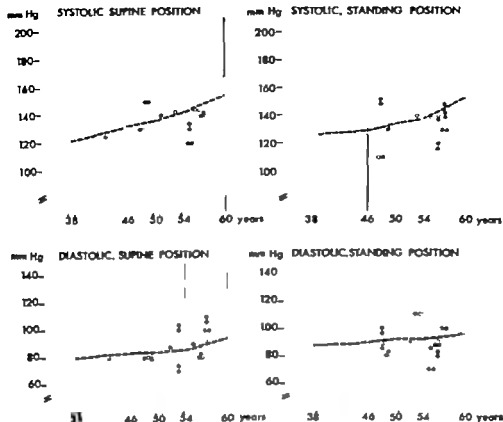 mm Hg SYSTOLIC SUPINE POSITION
200-
180-
160-
140-
120-
100-
38 46 50 54 60 years
mm Hg SYSTOLIC, STANDING POSITION
200-
180-
160-
140-
120-
100
38 46 50 54 60 years
mm Hg DIASTOLIC, SUPINE POSITION
140-
120-
100-
80-
60-
46 50 54 60 years
mm Hg DIASTOLIC, STANDING POSITION
140-
120-
100-
80-
60-
38 46 50 54 60 years